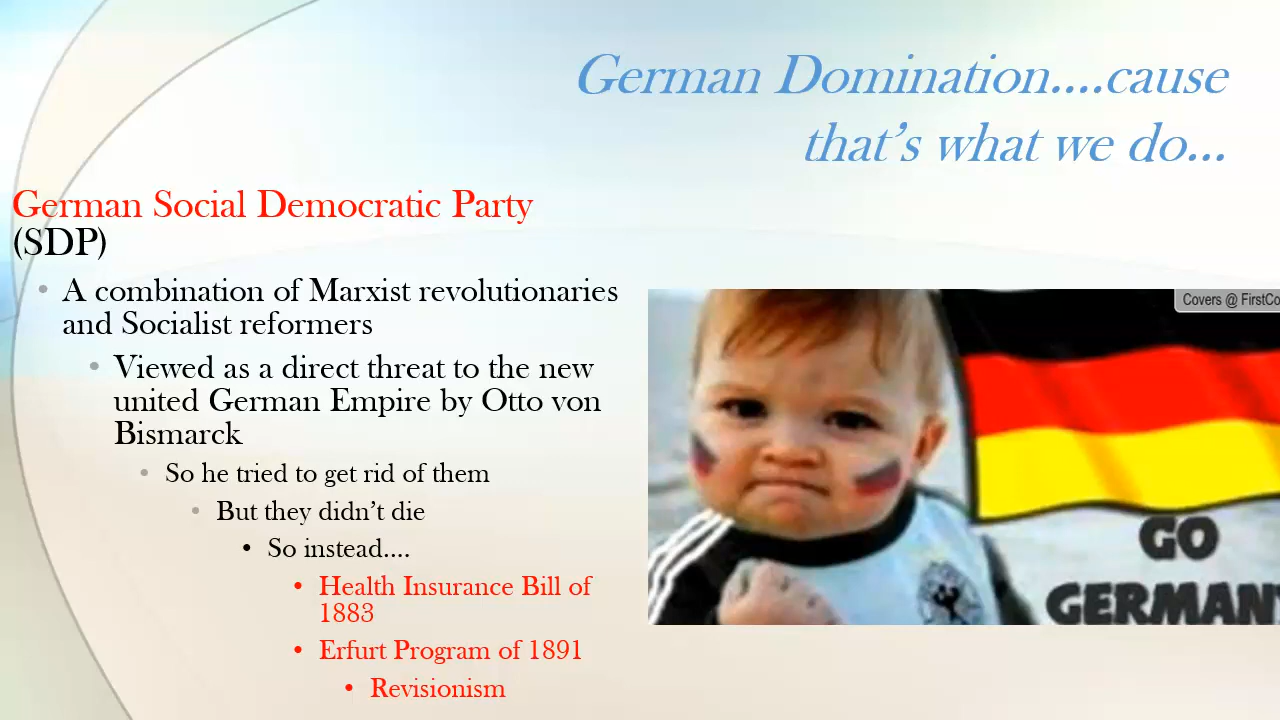 German Domination....cause
that's what we do...
German Social Democratic Party
(SDP)
• A combination of Marxist revolutionaries
and Socialist reformers
• Viewed as a direct threat to the new
united German Empire by Otto von
Bismarck
• So he tried to get rid of them
• But they didn't die
• So instead....
• Health Insurance Bill of
1883
• Erfurt Program of 1891
• Revisionism
Covers @ FirstCo
GO
GERMANY